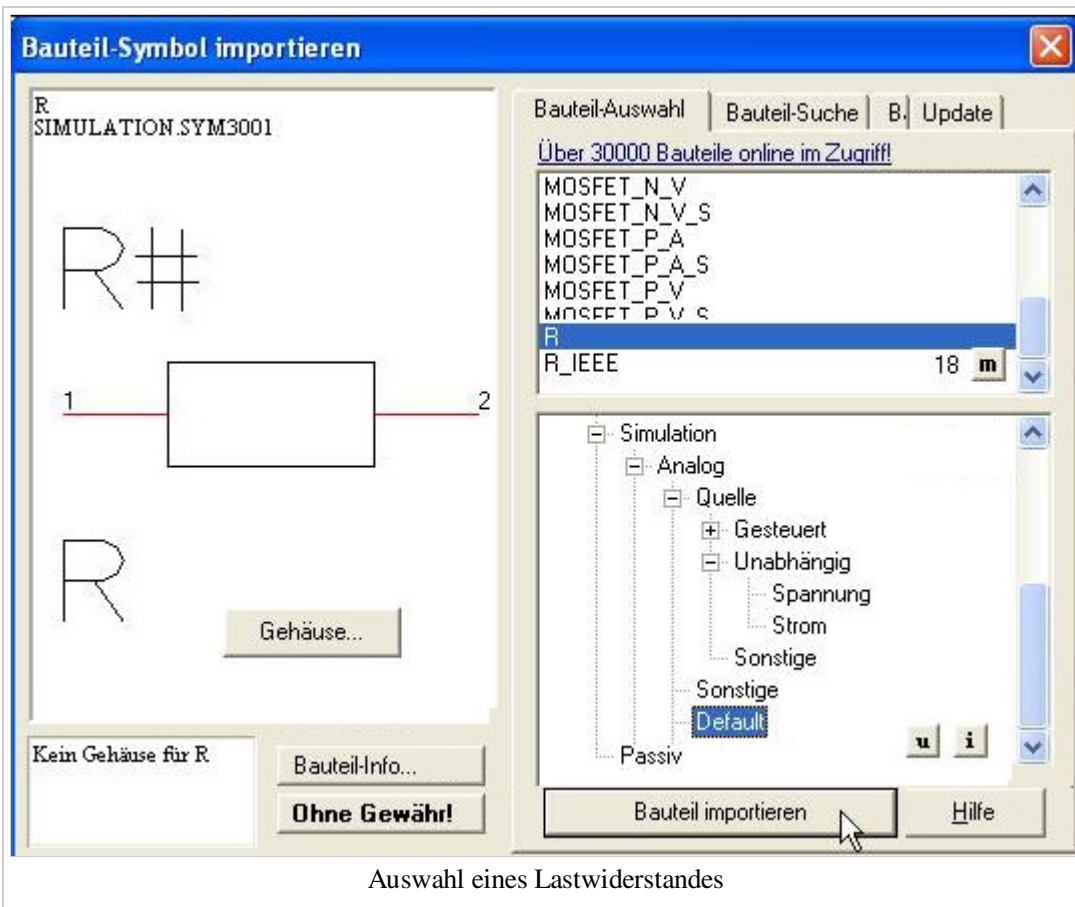 Bauteil-Symbol importieren
R
SIMULATION.SYM3001
R#
1
2
R
Gehäuse...
Kein Gehäuse für R
Bauteil-Info...
Ohne Gewähr!
Bauteil-Auswahl
Bauteil-Suche
B
Update
Über 30000 Bauteile online im Zugriff!
MOSFET_N_V
MOSFET_N_V_S
MOSFET_P_A
MOSFET_P_A_S
MOSFET_P_V
MOSFET_P_V_S
R
R_IEEE
18
m
Simulation
Analog
Quelle
Gesteuert
Unabhängig
Spannung
Strom
Sonstige
Sonstige
Default
Passiv
u
i
Bauteil importieren
Hilfe
Auswahl eines Lastwiderstandes